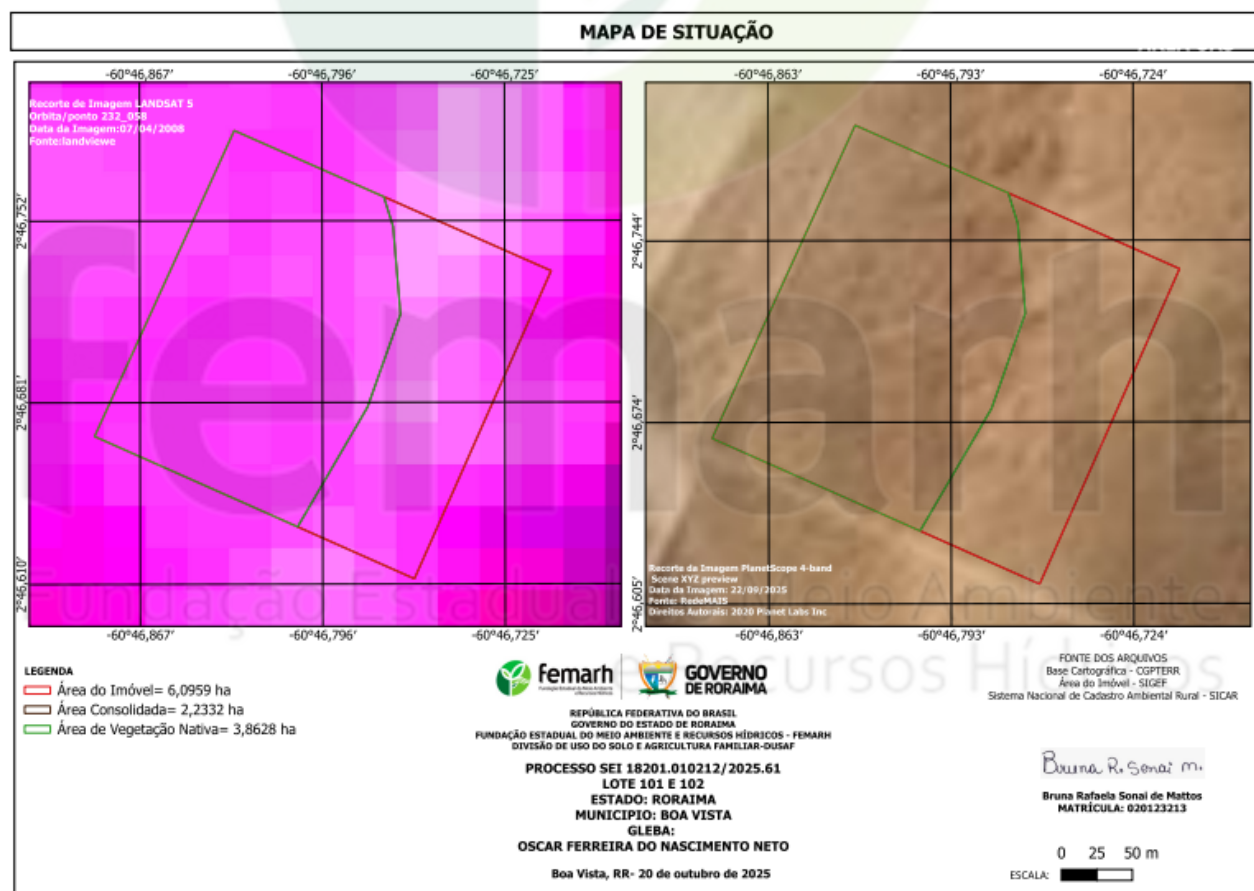 MAPA DE SITUAÇÃO
-60°46,867’ -60°46,796’ -60°46,725’
Recorte de Imagem LANDSAT 5
Orbita/ponto 232_058
Data da Imagem:07/04/2008
Fonte:landviewe
2°46,752’
2°46,681’
2°46,610’
-60°46,867’ -60°46,796’ -60°46,725’
-60°46,863’ -60°46,793’ -60°46,724’
2°46,744’
2°46,674’
2°46,605’
Recorte da Imagem PlanetScope 4-band
Scene XYZ preview
Data da Imagem: 22/09/2025
Fonte: RedeMAIS
Direitos Autorais: 2020 Planet Labs Inc
-60°46,863’ -60°46,793’ -60°46,724’
femarh
Fundação Estadual do Meio Ambiente
e Recursos Hídricos
LEGENDA
Área do Imóvel= 6,0959 ha
Área Consolidada= 2,2332 ha
Área de Vegetação Nativa= 3,8628 ha
femarh
GOVERNO
DE RORAIMA
REPÚBLICA FEDERATIVA DO BRASIL
GOVERNO DO ESTADO DE RORAIMA
FUNDAÇÃO ESTADUAL DO MEIO AMBIENTE E RECURSOS HÍDRICOS - FEMARH
DIVISÃO DE USO DO SOLO E AGRICULTURA FAMILIAR-DUSAF
PROCESSO SEI 18201.010212/2025.61
LOTE 101 E 102
ESTADO: RORAIMA
MUNICIPIO: BOA VISTA
GLEBA:
OSCAR FERREIRA DO NASCIMENTO NETO
Boa Vista, RR- 20 de outubro de 2025
FONTE DOS ARQUIVOS
Base Cartográfica - CGPTERR
Área do Imóvel - SIGEF
Sistema Nacional de Cadastro Ambiental Rural - SICAR
Bruna R. Sonai m.
Bruna Rafaela Sonai de Mattos
MATRÍCULA: 020123213
0 25 50 m
ESCALA: